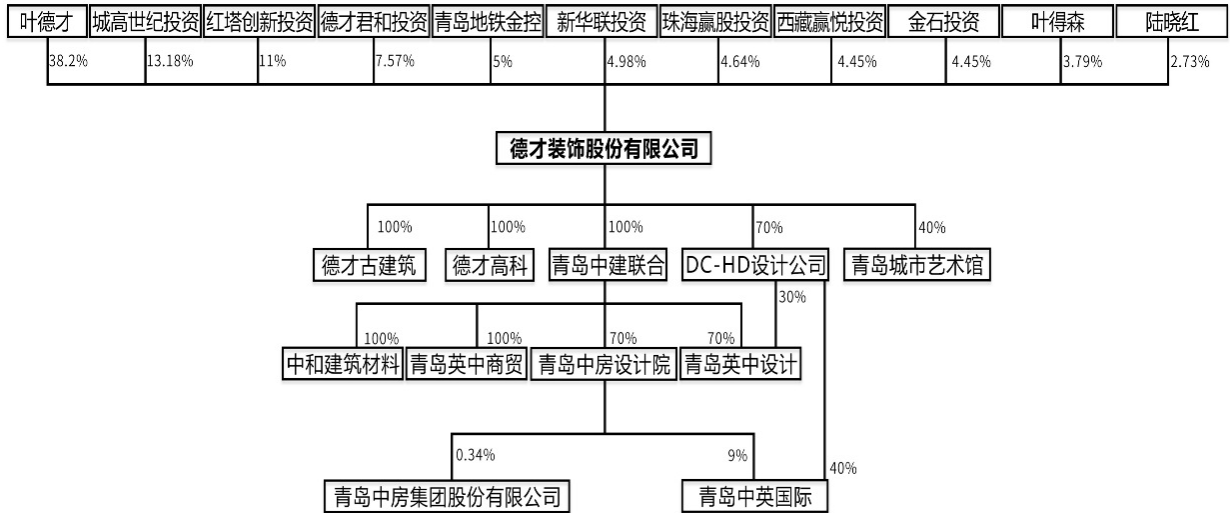 叶德才 城高世纪投资 红塔创新投资 德才君和投资 青岛地铁金控 新华联投资 珠海赢股投资 西藏赢悦投资 金石投资 叶得森 陆晓红
38.2% 13.18% 11% 7.57% 5% 4.98% 4.64% 4.45% 4.45% 3.79% 2.73%
德才装饰股份有限公司
100% 100% 100% 70% 40%
德才古建筑 德才高科 青岛中建联合 DC-HD设计公司 青岛城市艺术馆
30%
100% 100% 70% 70%
中和建筑材料 青岛英中商贸 青岛中房设计院 青岛英中设计
0.34% 9% 40%
青岛中房集团股份有限公司 青岛中英国际